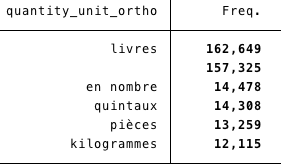 quantity_unit_ortho Freq.
livres 162,649
157,325
en nombre 14,478
quintaux 14,308
pièces 13,259
kilogrammes 12,115